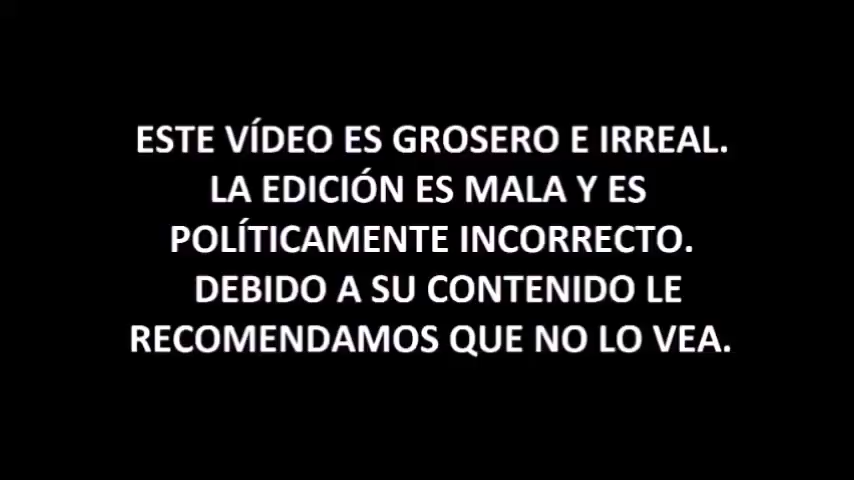 ESTE VÍDEO ES GROSERO E IRREAL.
LA EDICIÓN ES MALA Y ES
POLÍTICAMENTE INCORRECTO.
DEBIDO A SU CONTENIDO LE
RECOMENDAMOS QUE NO LO VEA.